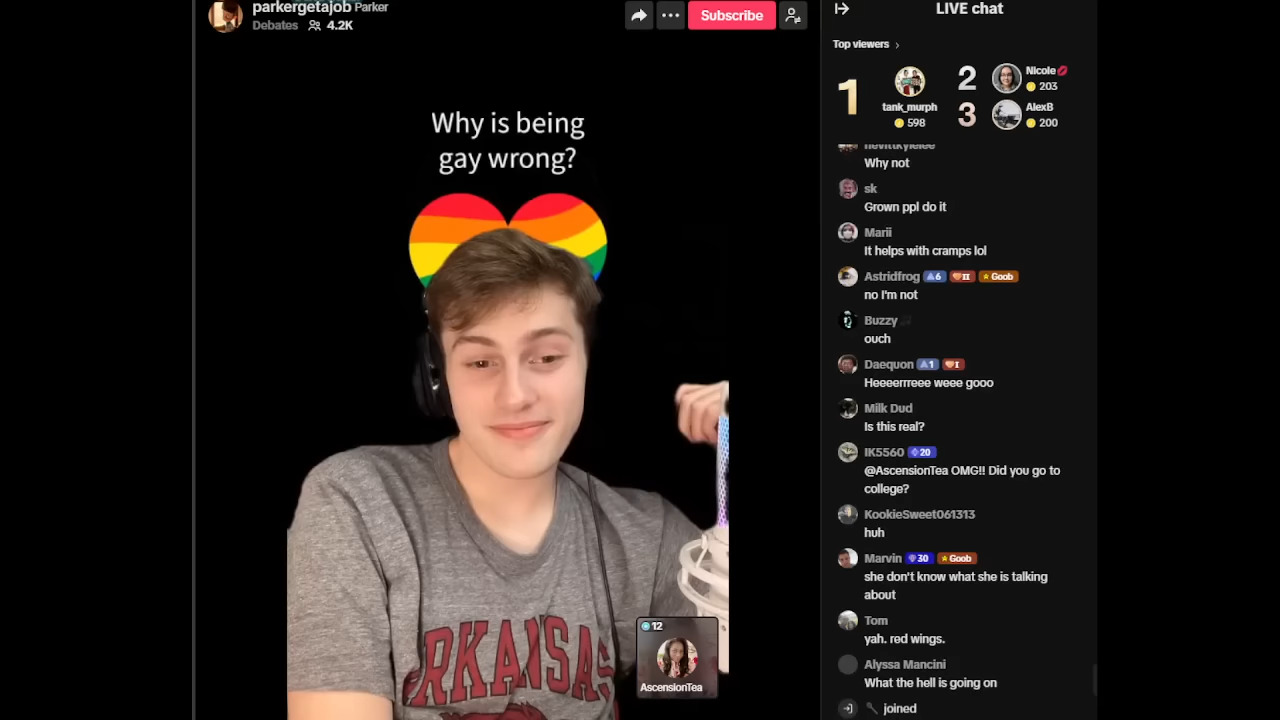 parkergetajob Parker
Debates 4.2K
Subscribe
LIVE chat
Top viewers
1
tank_murph
598
2
Nicole
203
3
AlexB
200
Why is being
gay wrong?
ARKANSAS
12
AscensionTea
Why not
sk
Grown ppl do it
Marii
It helps with cramps lol
Astridfrog 6 II Goob
no I'm not
Buzzy
ouch
Daequon 1 I
Heeeerrreee weee gooo
Milk Dud
Is this real?
IK5560 20
@AscensionTea OMG!! Did you go to
college?
KookieSweet061313
huh
Marvin 30 Goob
she don't know what she is talking
about
Tom
yah. red wings.
Alyssa Mancini
What the hell is going on
joined